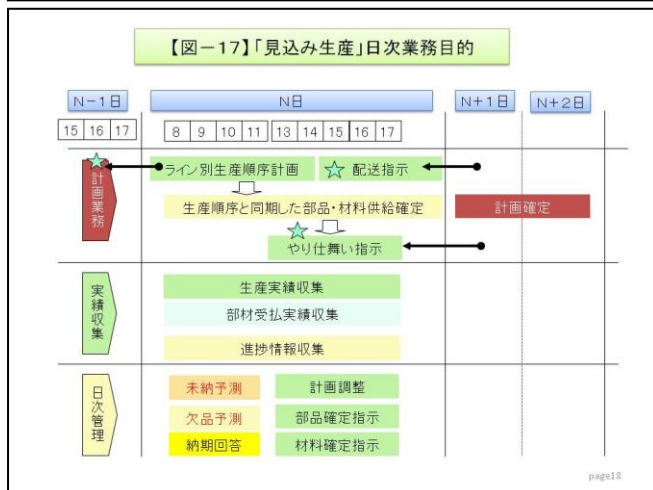 【図－17】「見込み生産」日次業務目的
N－1日
N日
N＋1日
N＋2日
15 16 17
8 9 10 11 13 14 15 16 17
計画業務
ライン別生産順序計画
配送指示
生産順序と同期した部品・材料供給確定
計画確定
やり仕舞い指示
実績収集
生産実績収集
部材受払実績収集
進捗情報収集
日次管理
未納予測
計画調整
欠品予測
部品確定指示
納期回答
材料確定指示
page18